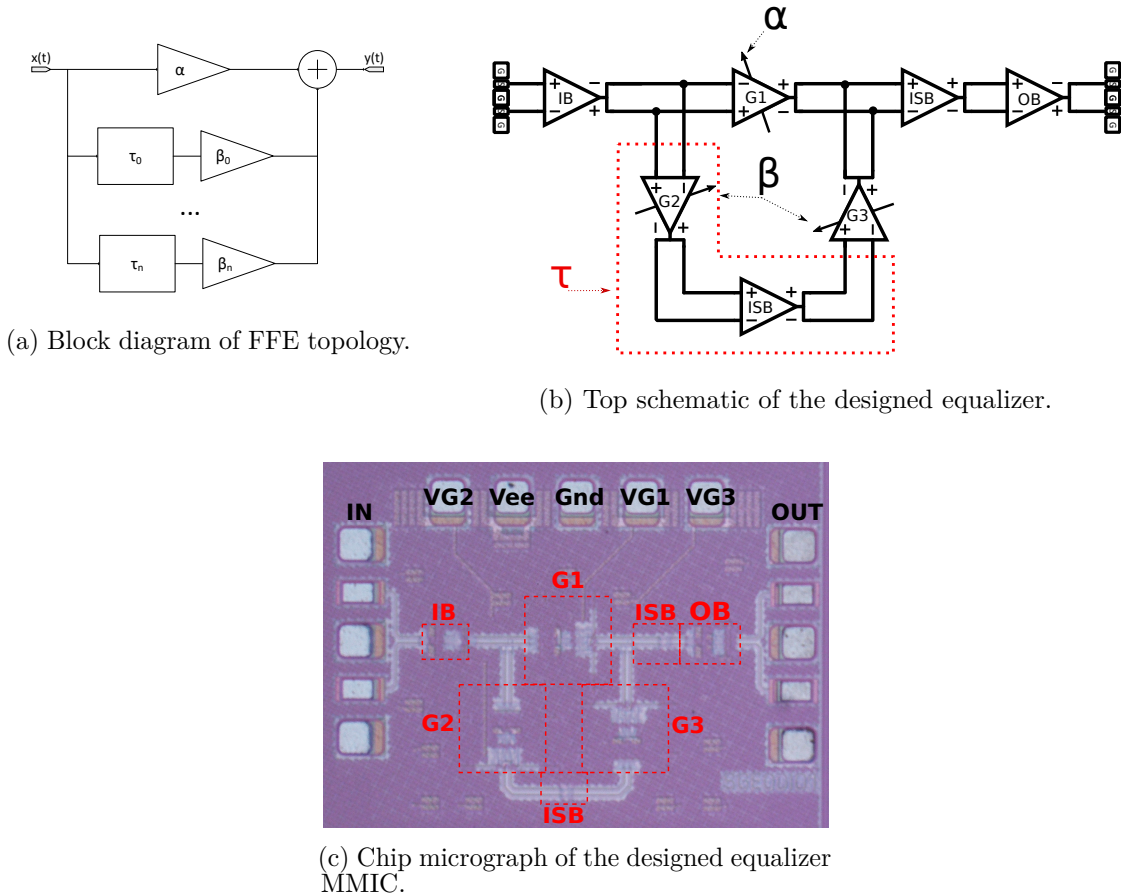 x(t)
α
y(t)
τ₀
β₀
...
τₙ
βₙ
(a) Block diagram of FFE topology.
α
G
G
IB
G1
ISB
OB
G
G
G
G
β
G2
G3
τ
ISB
(b) Top schematic of the designed equalizer.
VG2 Vee Gnd VG1 VG3
IN
OUT
G1
IB
ISB OB
G2
G3
ISB
(c) Chip micrograph of the designed equalizer
MMIC.